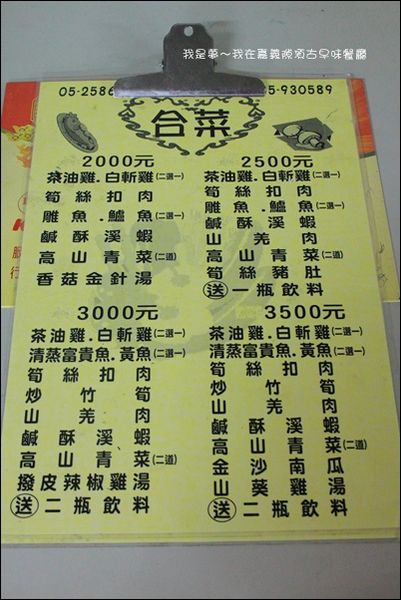 我是夢～我在嘉義陳須古早味餐廳
05-2586
5-930589
合菜
2000元
茶油雞.白斬雞(二選一)
筍絲扣肉
雕魚.鱸魚(二選一)
鹹酥溪蝦
高山青菜(二道)
香菇金針湯
2500元
茶油雞.白斬雞(二選一)
筍絲扣肉
雕魚.鱸魚(二選一)
鹹酥溪蝦
山羌肉
高山青菜(二道)
筍絲豬肚
送一瓶飲料
3000元
茶油雞.白斬雞(二選一)
清蒸富貴魚.黃魚(二選一)
筍絲扣肉
炒竹筍
山羌肉
鹹酥溪蝦
高山青菜(二道)
撥皮辣椒雞湯
送二瓶飲料
3500元
茶油雞.白斬雞(二選一)
清蒸富貴魚.黃魚(二選一)
筍絲扣肉
炒竹筍
山羌肉
鹹酥溪蝦
高山青菜(二道)
金沙南瓜
山葵雞湯
送二瓶飲料